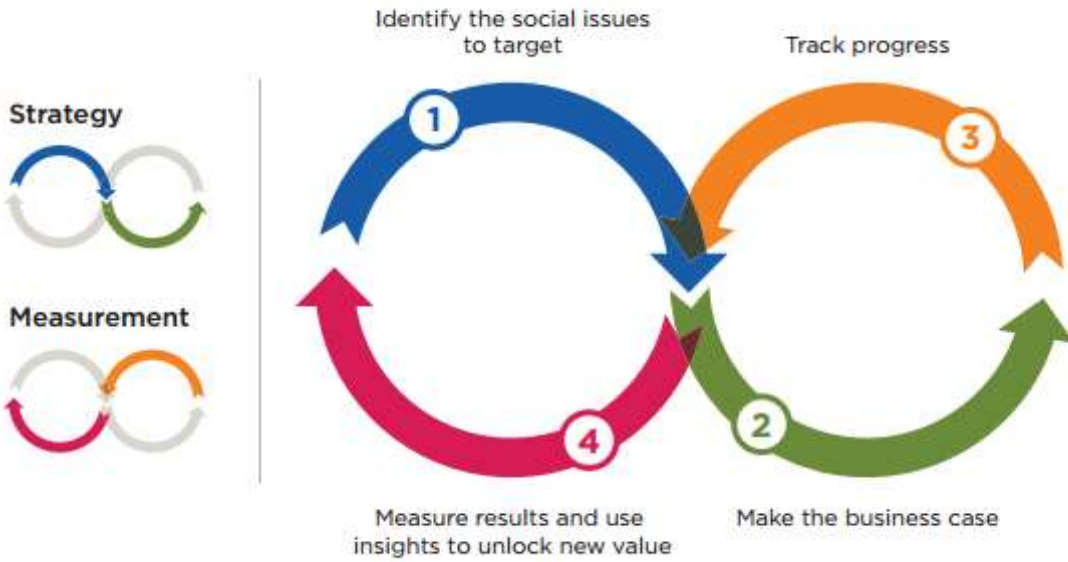 Identify the social issues
to target
Track progress
Strategy
1
3
Measurement
4
2
Measure results and use
insights to unlock new value
Make the business case